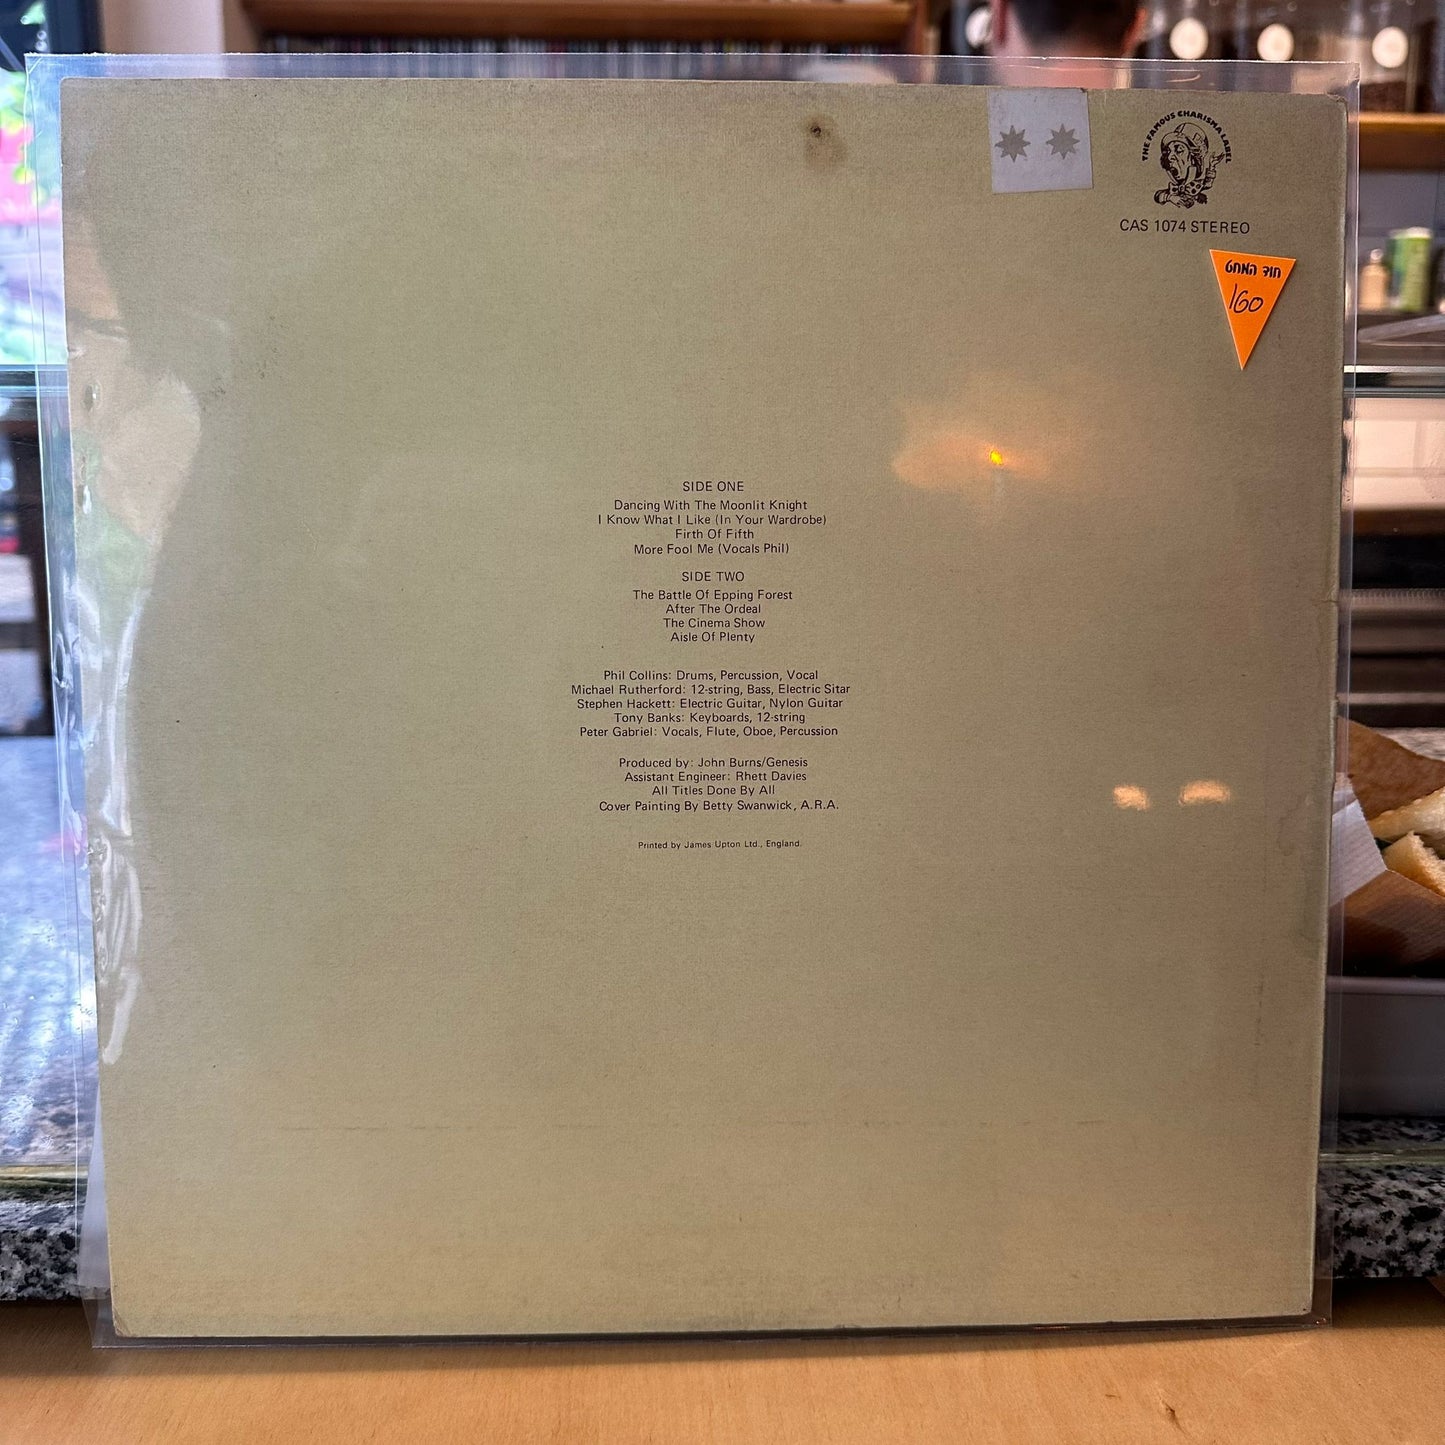 THE FAMOUS CHARISMA LABEL
CAS 1074 STEREO
חוד המחט
160
SIDE ONE
Dancing With The Moonlit Knight
I Know What I Like (In Your Wardrobe)
Firth Of Fifth
More Fool Me (Vocals Phil)
SIDE TWO
The Battle Of Epping Forest
After The Ordeal
The Cinema Show
Aisle Of Plenty
Phil Collins: Drums, Percussion, Vocal
Michael Rutherford: 12-string, Bass, Electric Sitar
Stephen Hackett: Electric Guitar, Nylon Guitar
Tony Banks: Keyboards, 12-string
Peter Gabriel: Vocals, Flute, Oboe, Percussion
Produced by: John Burns/Genesis
Assistant Engineer: Rhett Davies
All Titles Done By All
Cover Painting By Betty Swanwick, A.R.A.
Printed by James Upton Ltd., England.